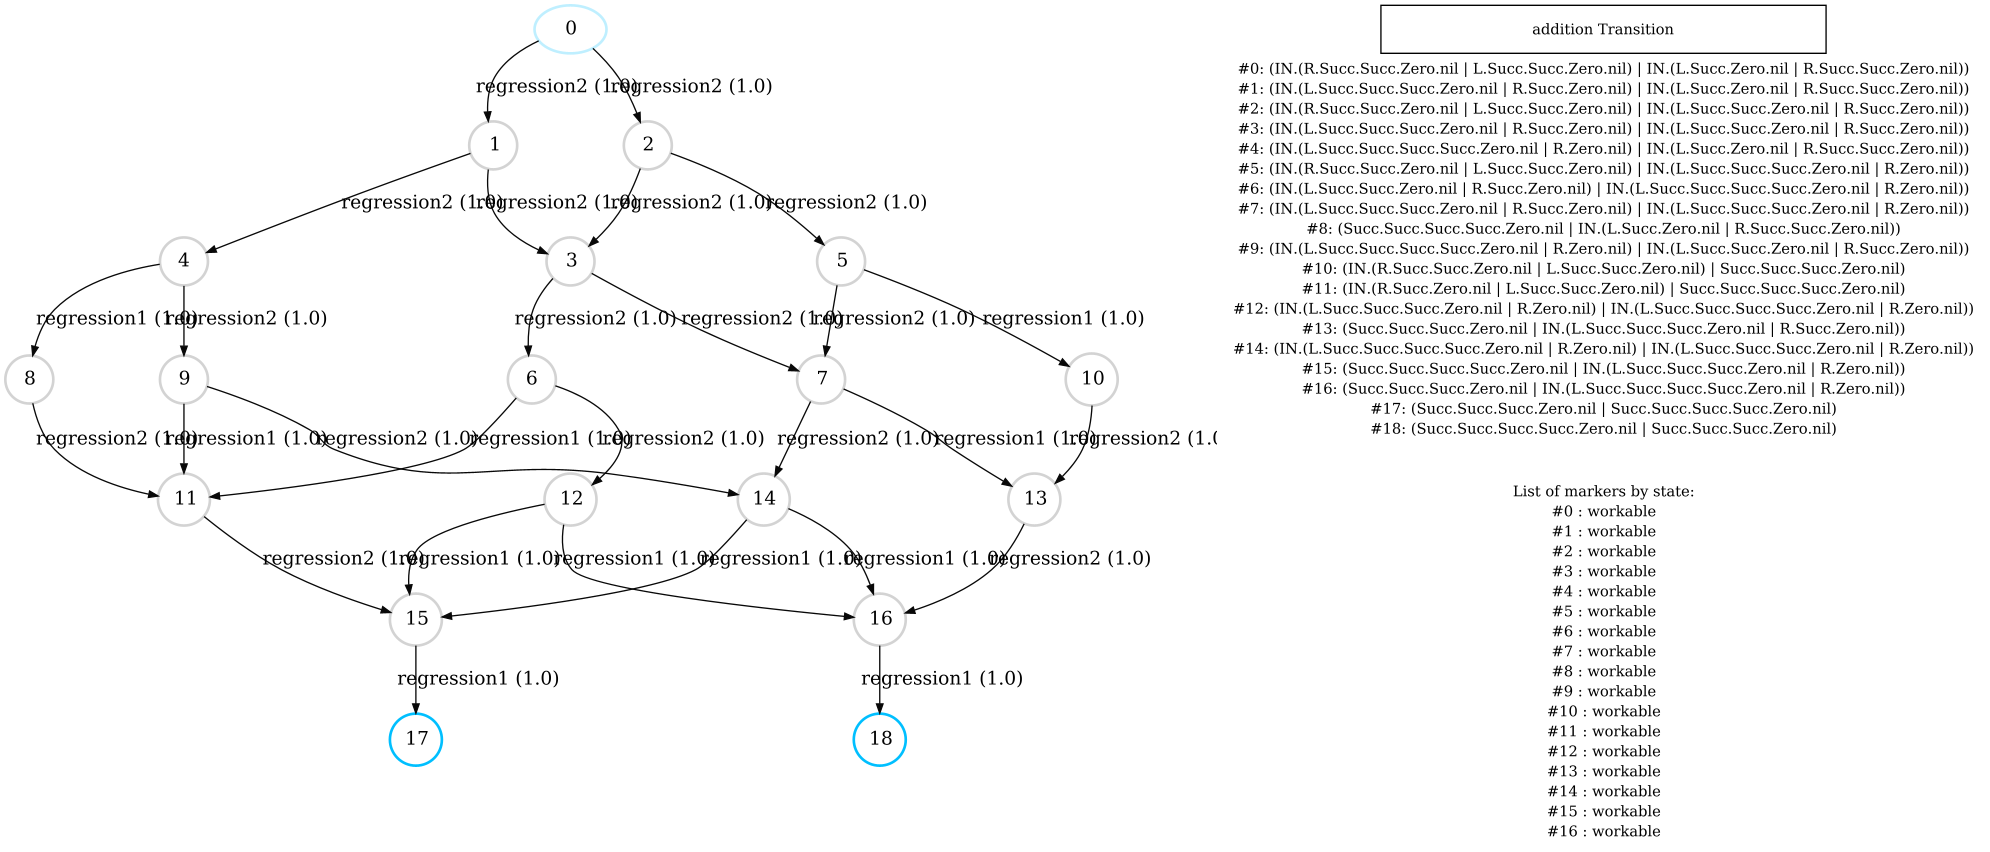 0
regression2 (1.0)
regression2 (1.0)
1
2
regression2 (1.0)
regression2 (1.0)
regression2 (1.0)
regression2 (1.0)
4
3
5
regression1 (1.0)
regression2 (1.0)
regression2 (1.0)
regression2 (1.0)
regression2 (1.0)
regression1 (1.0)
8
9
6
7
10
regression2 (1.0)
regression1 (1.0)
regression2 (1.0)
regression1 (1.0)
regression2 (1.0)
regression2 (1.0)
regression1 (1.0)
regression2 (1.0
11
12
14
13
regression2 (1.0)
regression1 (1.0)
regression1 (1.0)
regression1 (1.0)
regression1 (1.0)
regression2 (1.0)
15
16
regression1 (1.0)
regression1 (1.0)
17
18
addition Transition
#0: (IN.(R.Succ.Succ.Zero.nil | L.Succ.Succ.Zero.nil) | IN.(L.Succ.Zero.nil | R.Succ.Succ.Zero.nil))
#1: (IN.(L.Succ.Succ.Succ.Zero.nil | R.Succ.Zero.nil) | IN.(L.Succ.Zero.nil | R.Succ.Succ.Zero.nil))
#2: (IN.(R.Succ.Succ.Zero.nil | L.Succ.Succ.Zero.nil) | IN.(L.Succ.Succ.Zero.nil | R.Succ.Zero.nil))
#3: (IN.(L.Succ.Succ.Succ.Zero.nil | R.Succ.Zero.nil) | IN.(L.Succ.Succ.Zero.nil | R.Succ.Zero.nil))
#4: (IN.(L.Succ.Succ.Succ.Succ.Zero.nil | R.Zero.nil) | IN.(L.Succ.Zero.nil | R.Succ.Succ.Zero.nil))
#5: (IN.(R.Succ.Succ.Zero.nil | L.Succ.Succ.Zero.nil) | IN.(L.Succ.Succ.Succ.Zero.nil | R.Zero.nil))
#6: (IN.(L.Succ.Succ.Zero.nil | R.Succ.Zero.nil) | IN.(L.Succ.Succ.Succ.Succ.Zero.nil | R.Zero.nil))
#7: (IN.(L.Succ.Succ.Succ.Zero.nil | R.Succ.Zero.nil) | IN.(L.Succ.Succ.Succ.Zero.nil | R.Zero.nil))
#8: (Succ.Succ.Succ.Succ.Zero.nil | IN.(L.Succ.Zero.nil | R.Succ.Succ.Zero.nil))
#9: (IN.(L.Succ.Succ.Succ.Succ.Zero.nil | R.Zero.nil) | IN.(L.Succ.Succ.Zero.nil | R.Succ.Zero.nil))
#10: (IN.(R.Succ.Succ.Zero.nil | L.Succ.Succ.Zero.nil) | Succ.Succ.Succ.Zero.nil)
#11: (IN.(R.Succ.Zero.nil | L.Succ.Succ.Zero.nil) | Succ.Succ.Succ.Succ.Zero.nil)
#12: (IN.(L.Succ.Succ.Succ.Zero.nil | R.Zero.nil) | IN.(L.Succ.Succ.Succ.Succ.Zero.nil | R.Zero.nil))
#13: (Succ.Succ.Succ.Zero.nil | IN.(L.Succ.Succ.Succ.Zero.nil | R.Succ.Zero.nil))
#14: (IN.(L.Succ.Succ.Succ.Succ.Zero.nil | R.Zero.nil) | IN.(L.Succ.Succ.Succ.Zero.nil | R.Zero.nil))
#15: (Succ.Succ.Succ.Succ.Zero.nil | IN.(L.Succ.Succ.Succ.Zero.nil | R.Zero.nil))
#16: (Succ.Succ.Succ.Zero.nil | IN.(L.Succ.Succ.Succ.Succ.Zero.nil | R.Zero.nil))
#17: (Succ.Succ.Succ.Zero.nil | Succ.Succ.Succ.Succ.Zero.nil)
#18: (Succ.Succ.Succ.Succ.Zero.nil | Succ.Succ.Succ.Zero.nil)
List of markers by state:
#0 : workable
#1 : workable
#2 : workable
#3 : workable
#4 : workable
#5 : workable
#6 : workable
#7 : workable
#8 : workable
#9 : workable
#10 : workable
#11 : workable
#12 : workable
#13 : workable
#14 : workable
#15 : workable
#16 : workable